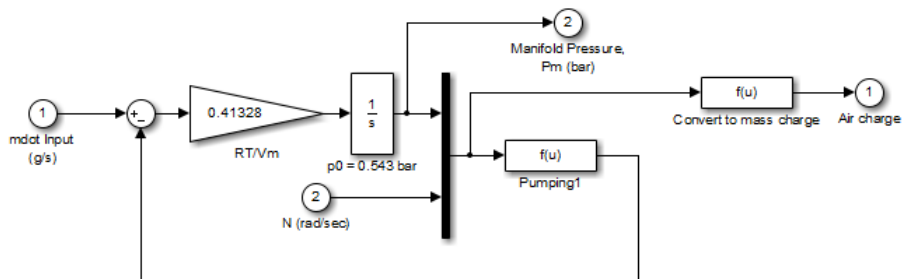 2
Manifold Pressure,
Pm (bar)
1
mdot Input
(g/s)
+
−
0.41328
RT/Vm
1
s
p0 = 0.543 bar
2
N (rad/sec)
f(u)
Pumping1
f(u)
Convert to mass charge
1
Air charge